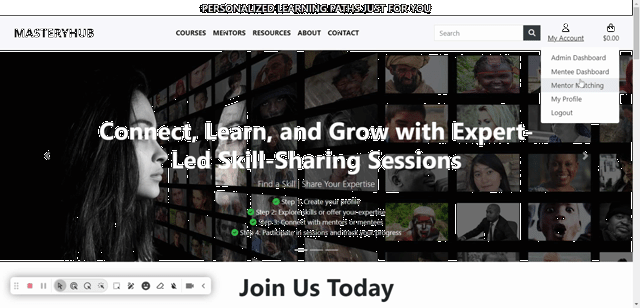 PERSONALIZED LEARNING PATHS JUST FOR YOU
MASTERYHUB
COURSES MENTORS RESOURCES ABOUT CONTACT
Search
My Account
$0.00
Admin Dashboard
Mentee Dashboard
Mentor Matching
My Profile
Logout
Connect, Learn, and Grow with Expert-
Led Skill-Sharing Sessions
Find a Skill | Share Your Expertise
Step 1: Create your profile
Step 2: Explore skills or offer your expertise
Step 3: Connect with mentors or mentees
Step 4: Participate in sessions and track your progress
Join Us Today